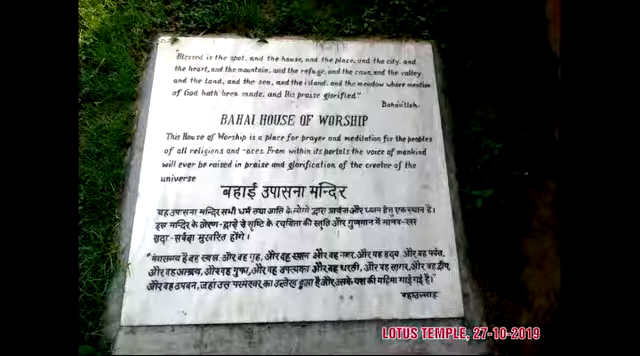 "Blessed is the spot, and the house, and the place, and the city, and
the heart, and the mountain, and the refuge, and the cave, and the valley
and the land, and the sea, and the island, and the meadow where mention
of God hath been made, and His praise glorified."
Baha'u'llah.
BAHAI HOUSE OF WORSHIP
This House of Worship is a place for prayer and meditation for the peoples
of all religions and -aces From within its portals the voice of mankind
will ever be raised in praise and glorification of the creator of the
universe
बहाई उपासना मन्दिर
यह उपासना मन्दिर सभी धर्म तथा जाति के लोगों द्वारा प्रार्थना और ध्यान हेतु एक स्थान है।
इस मन्दिर के तोरण-द्वारों से सृष्टि के रचयिता की स्तुति और गुणगान में मानव-स्वर
सदा-सर्वदा मुखरित होंगे।
"मंगलमय है वह स्थल, और वह गृह, और वह स्थान और वह नगर, और वह हृदय, और वह पर्वत,
और वह आश्रय, और वह गुफा, और वह उपत्यका और वह धरती, और वह सागर, और वह द्वीप,
और वह उपवन, जहां उस परमेश्वर का उल्लेख हुआ है और उसके यश की महिमा गाई गई है।"
बहाउल्लाह
LOTUS TEMPLE, 27-10-2019